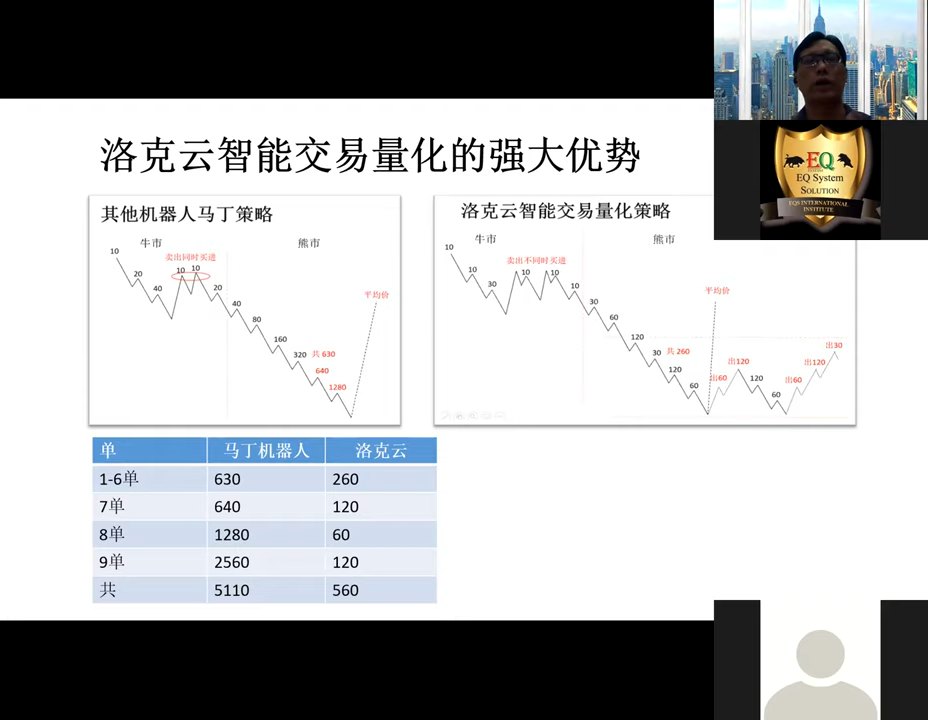 洛克云智能交易量化的强大优势
EQ
EQ System
SOLUTION
EQS INTERNATIONAL
INSTITUTE
其他机器人马丁策略
牛市
熊市
10
卖出同时买进
20
10
10
40
20
40
80
160
320
共 630
640
1280
平均价
洛克云智能交易量化策略
牛市
熊市
10
卖出不同时买进
10
30
10
10
10
30
60
120
30
共 260
120
60
平均价
出60
出120
120
60
出60
出120
出30
单 马丁机器人 洛克云
1-6单 630 260
7单 640 120
8单 1280 60
9单 2560 120
共 5110 560